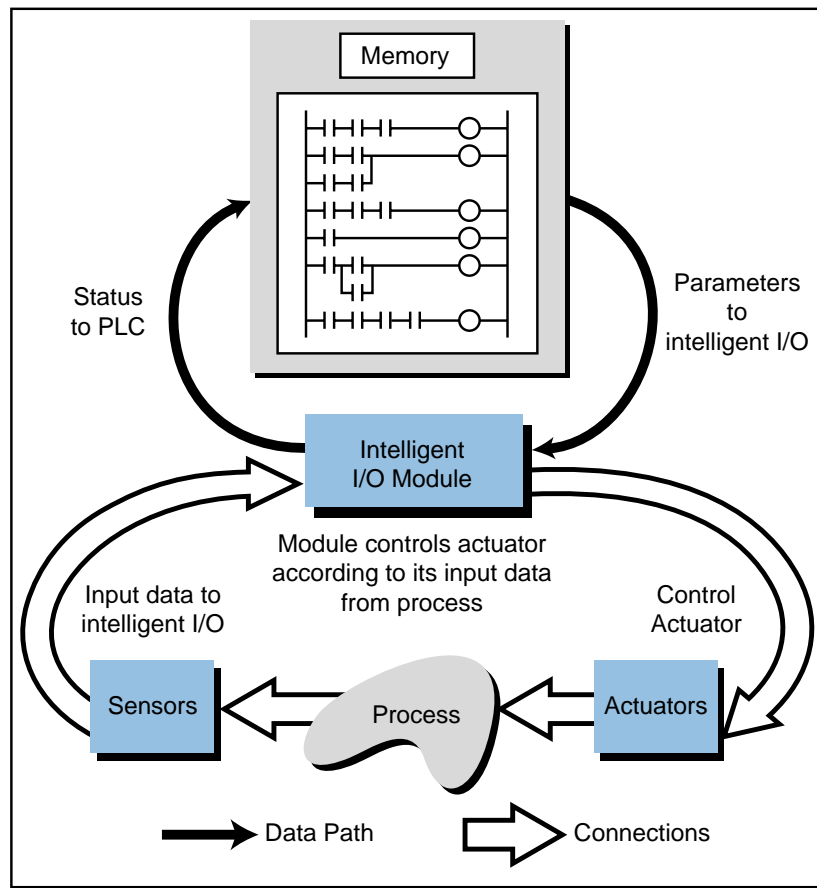 Memory
Status
to PLC
Parameters
to
intelligent I/O
Intelligent
I/O Module
Module controls actuator
according to its input data
from process
Input data to
intelligent I/O
Control
Actuator
Sensors
Process
Actuators
Data Path
Connections